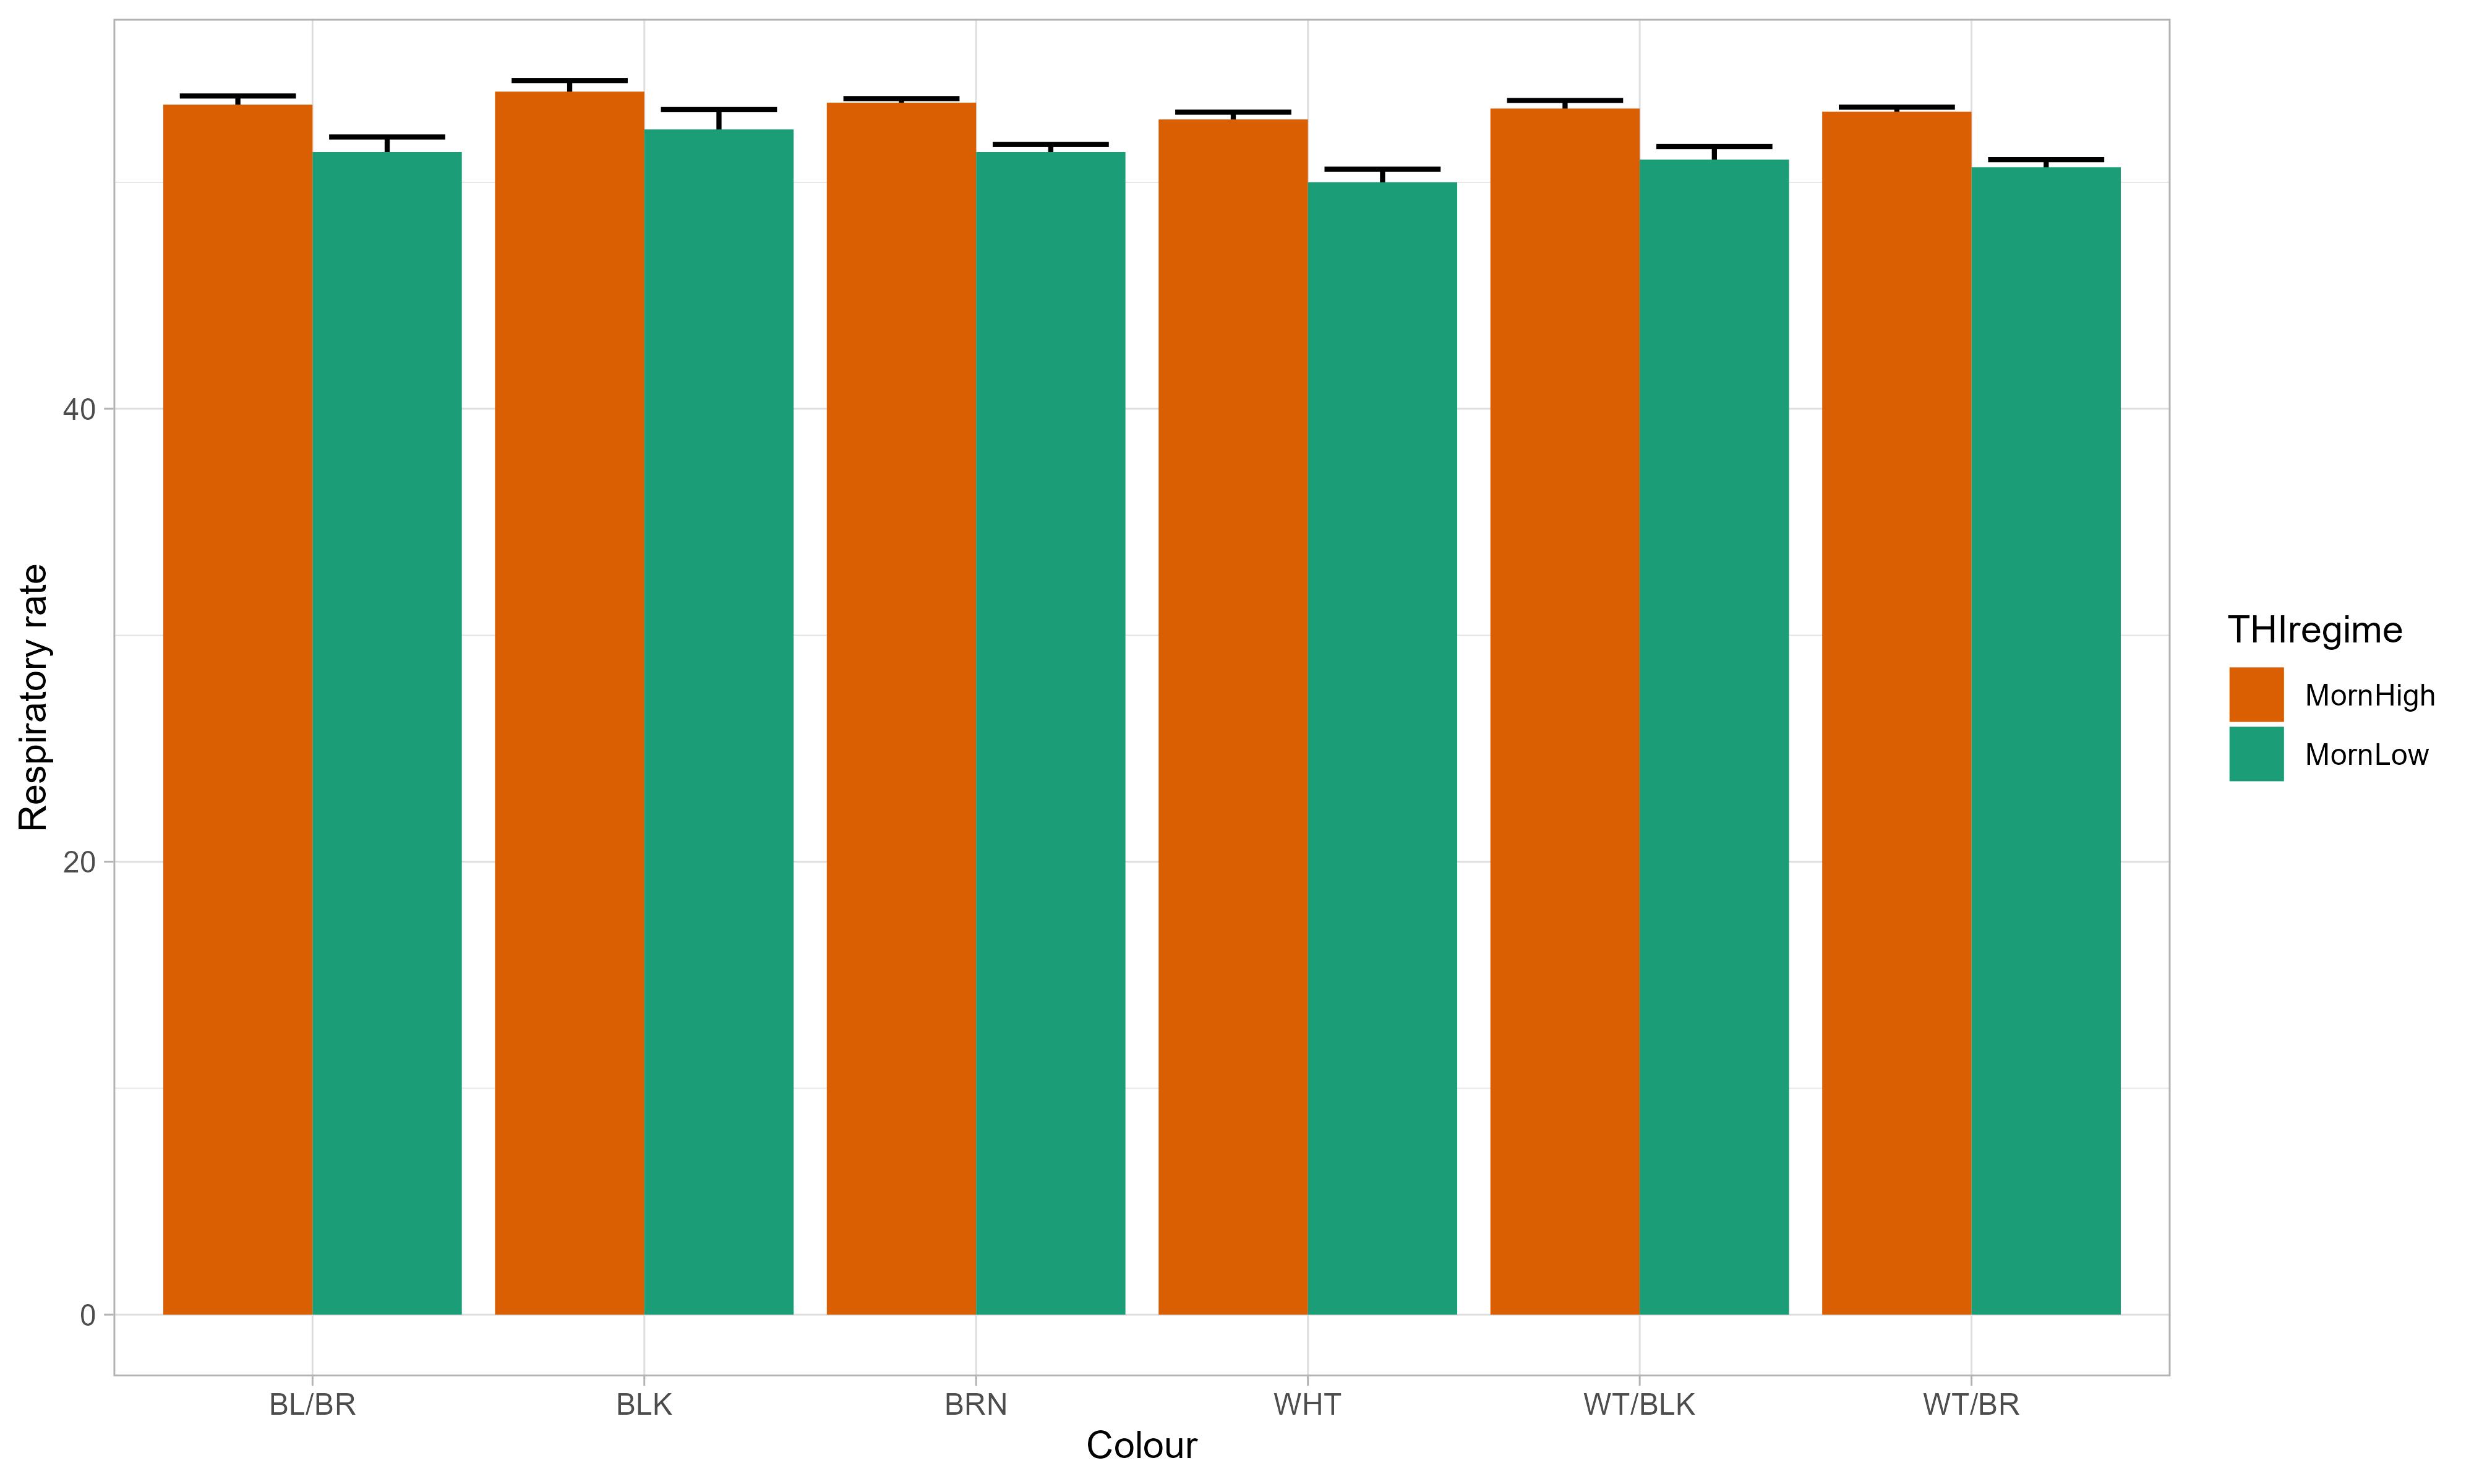 40
20
0
Respiratory rate
BL/BR
BLK
BRN
WHT
WT/BLK
WT/BR
Colour
THIregime
MornHigh
MornLow